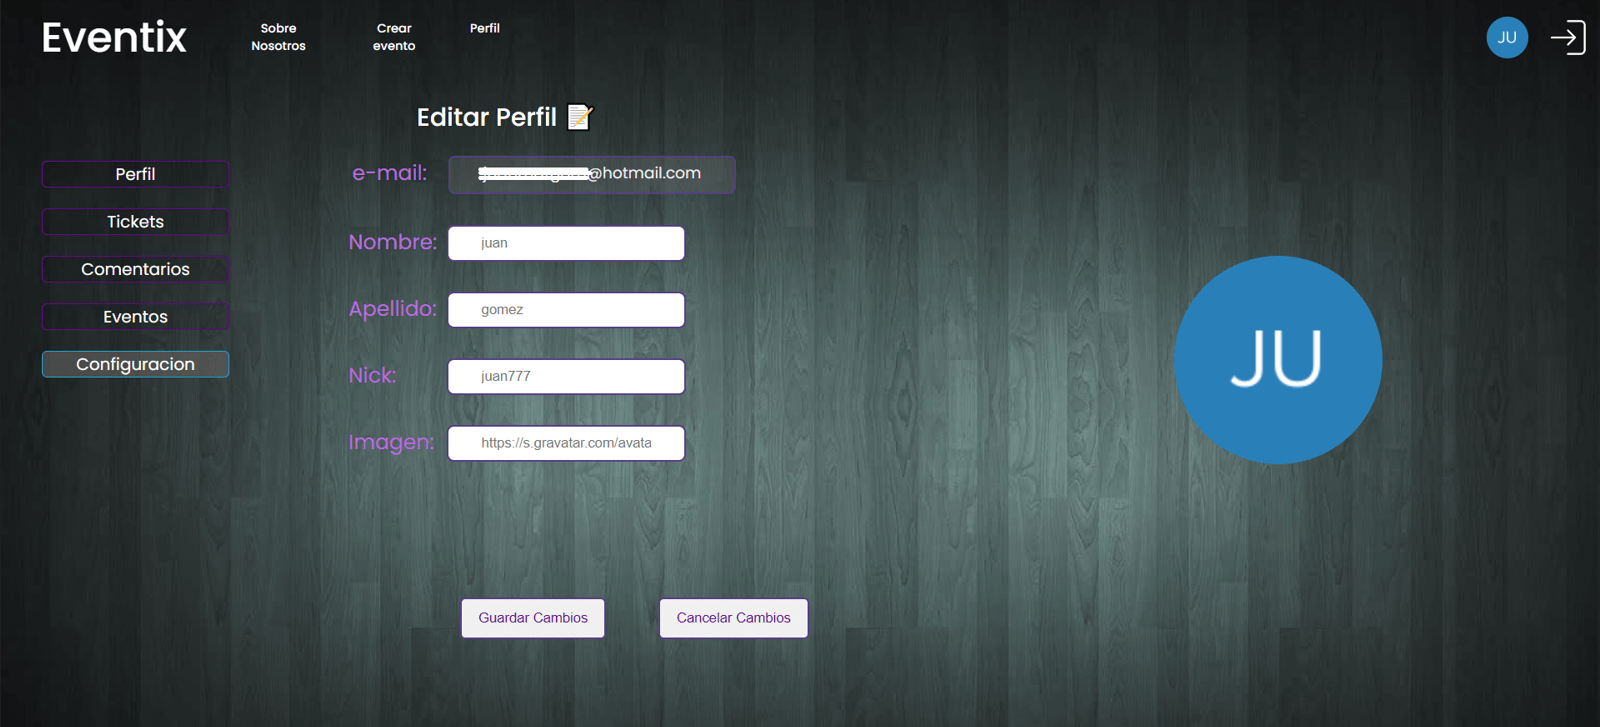 Eventix
Sobre
Nosotros
Crear
evento
Perfil
JU
Editar Perfil
Perfil
Tickets
Comentarios
Eventos
Configuracion
e-mail: @hotmail.com
Nombre: juan
Apellido: gomez
Nick: juan777
Imagen: https://s.gravatar.com/avata
JU
Guardar Cambios
Cancelar Cambios